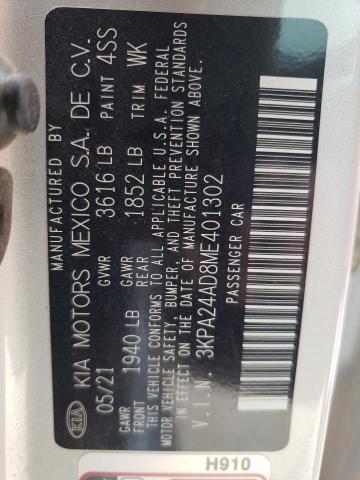 MANUFACTURED BY
KIA KIA MOTORS MEXICO S.A. DE C.V.
05/21 GVWR 3616 LB PAINT 4SS
GAWR FRONT 1940 LB GAWR REAR 1852 LB TRIM WK
THIS VEHICLE CONFORMS TO ALL APPLICABLE U.S.A. FEDERAL
MOTOR VEHICLE SAFETY, BUMPER, AND THEFT PREVENTION STANDARDS
IN EFFECT ON THE DATE OF MANUFACTURE SHOWN ABOVE.
V.I.N. 3KPA24AD8ME401302
PASSENGER CAR
H910